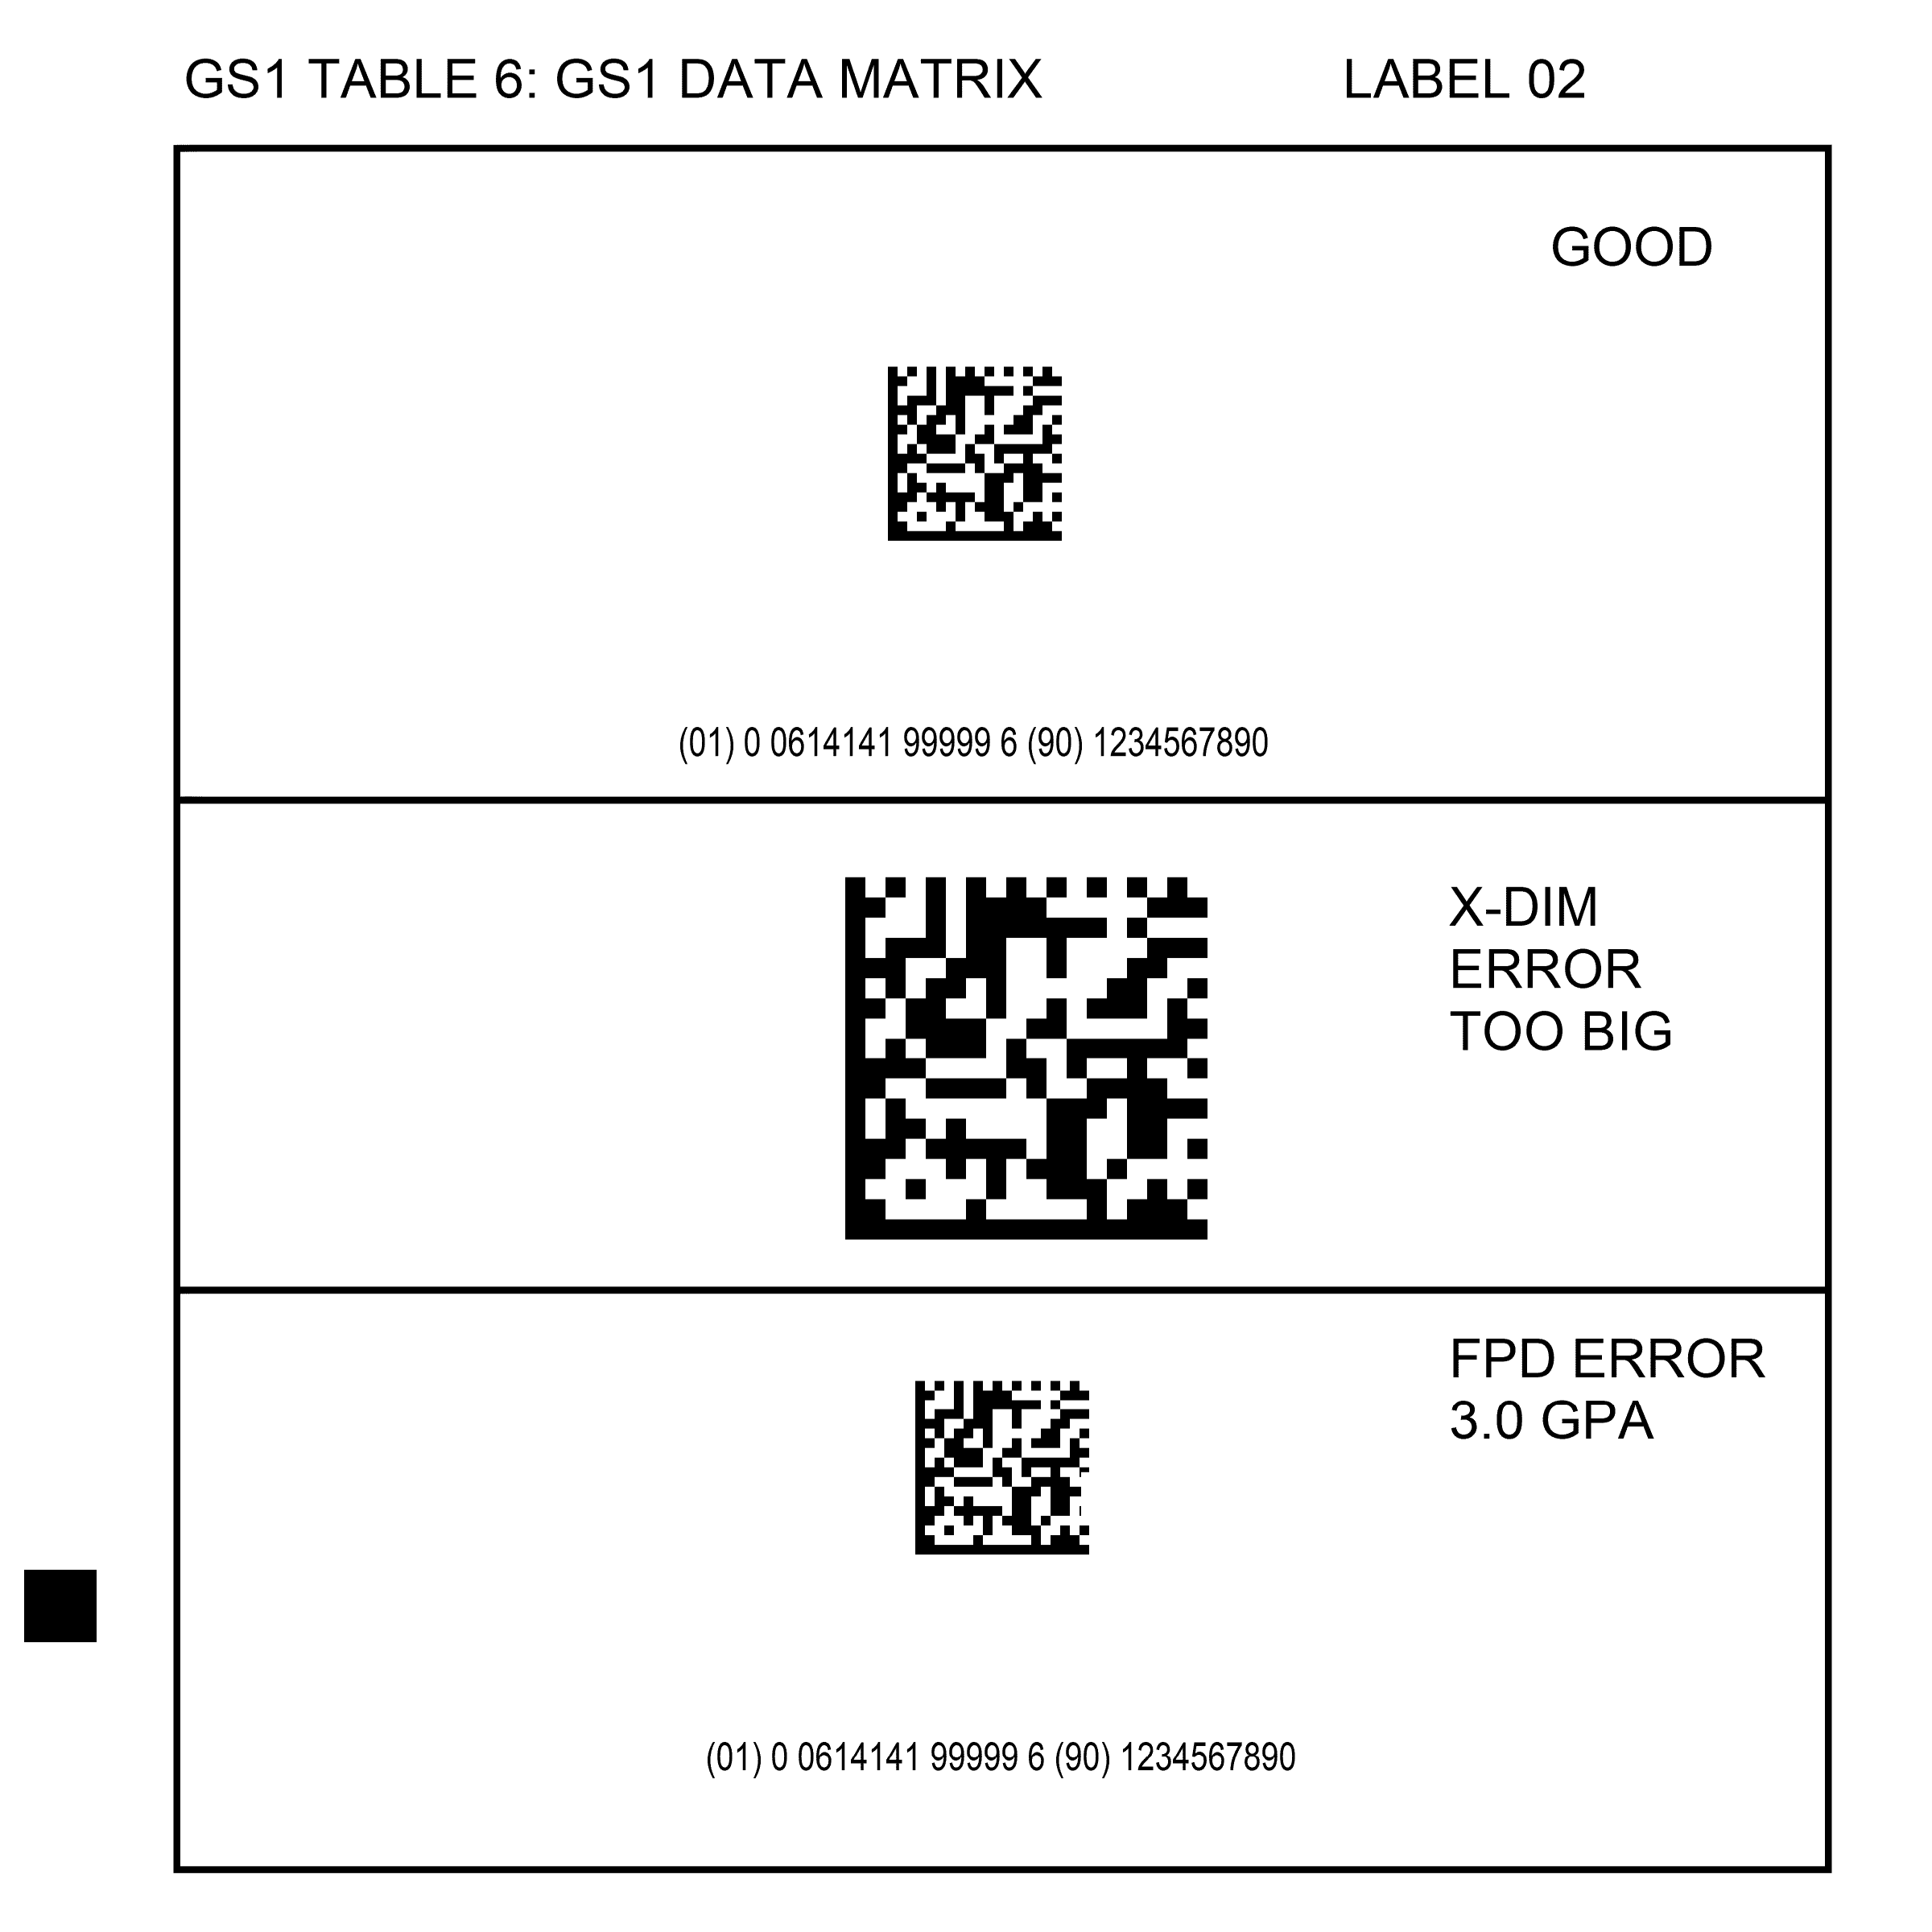 GS1 TABLE 6: GS1 DATA MATRIX LABEL 02
GOOD
(01) 0 0614141 99999 6 (90) 1234567890
X-DIM
ERROR
TOO BIG
FPD ERROR
3.0 GPA
(01) 0 0614141 99999 6 (90) 1234567890